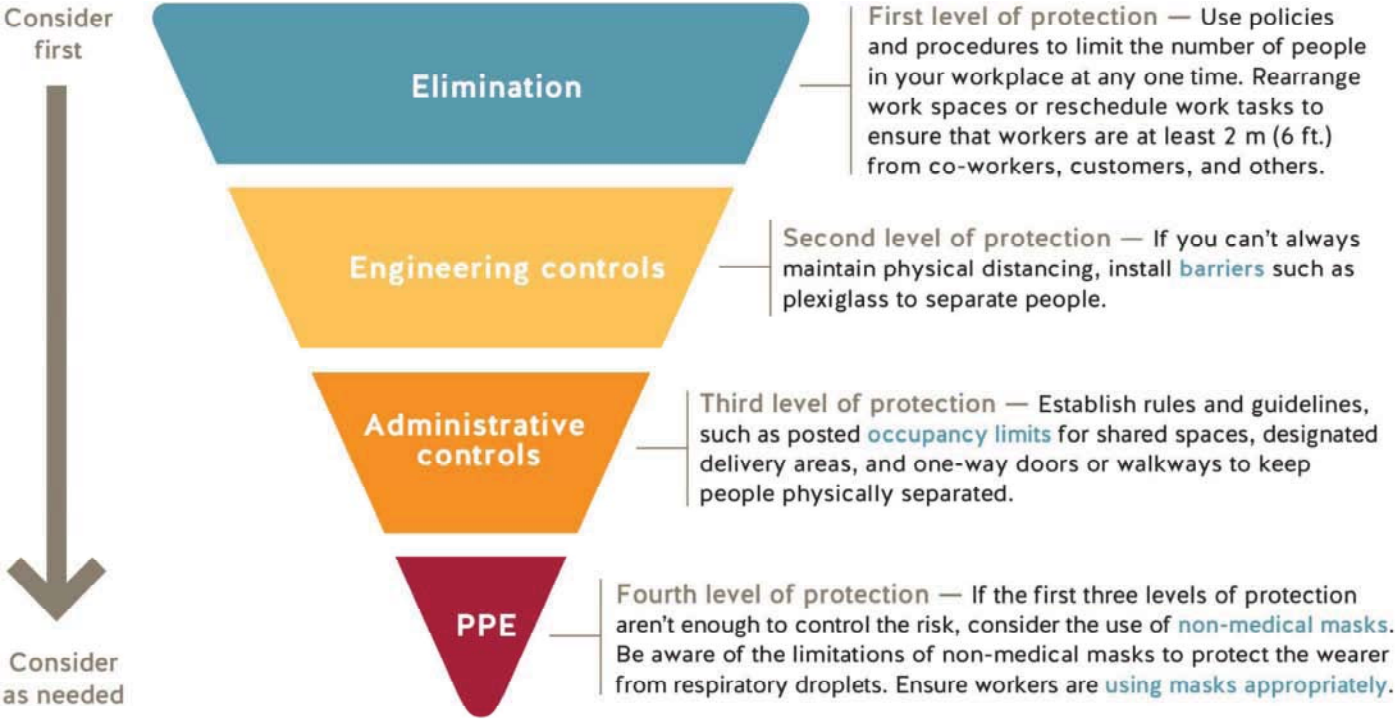 Consider
first
Elimination
First level of protection — Use policies
and procedures to limit the number of people
in your workplace at any one time. Rearrange
work spaces or reschedule work tasks to
ensure that workers are at least 2 m (6 ft.)
from co-workers, customers, and others.
Engineering controls
Second level of protection — If you can't always
maintain physical distancing, install barriers such as
plexiglass to separate people.
Administrative
controls
Third level of protection — Establish rules and guidelines,
such as posted occupancy limits for shared spaces, designated
delivery areas, and one-way doors or walkways to keep
people physically separated.
PPE
Fourth level of protection — If the first three levels of protection
aren't enough to control the risk, consider the use of non-medical masks.
Be aware of the limitations of non-medical masks to protect the wearer
from respiratory droplets. Ensure workers are using masks appropriately.
Consider
as needed